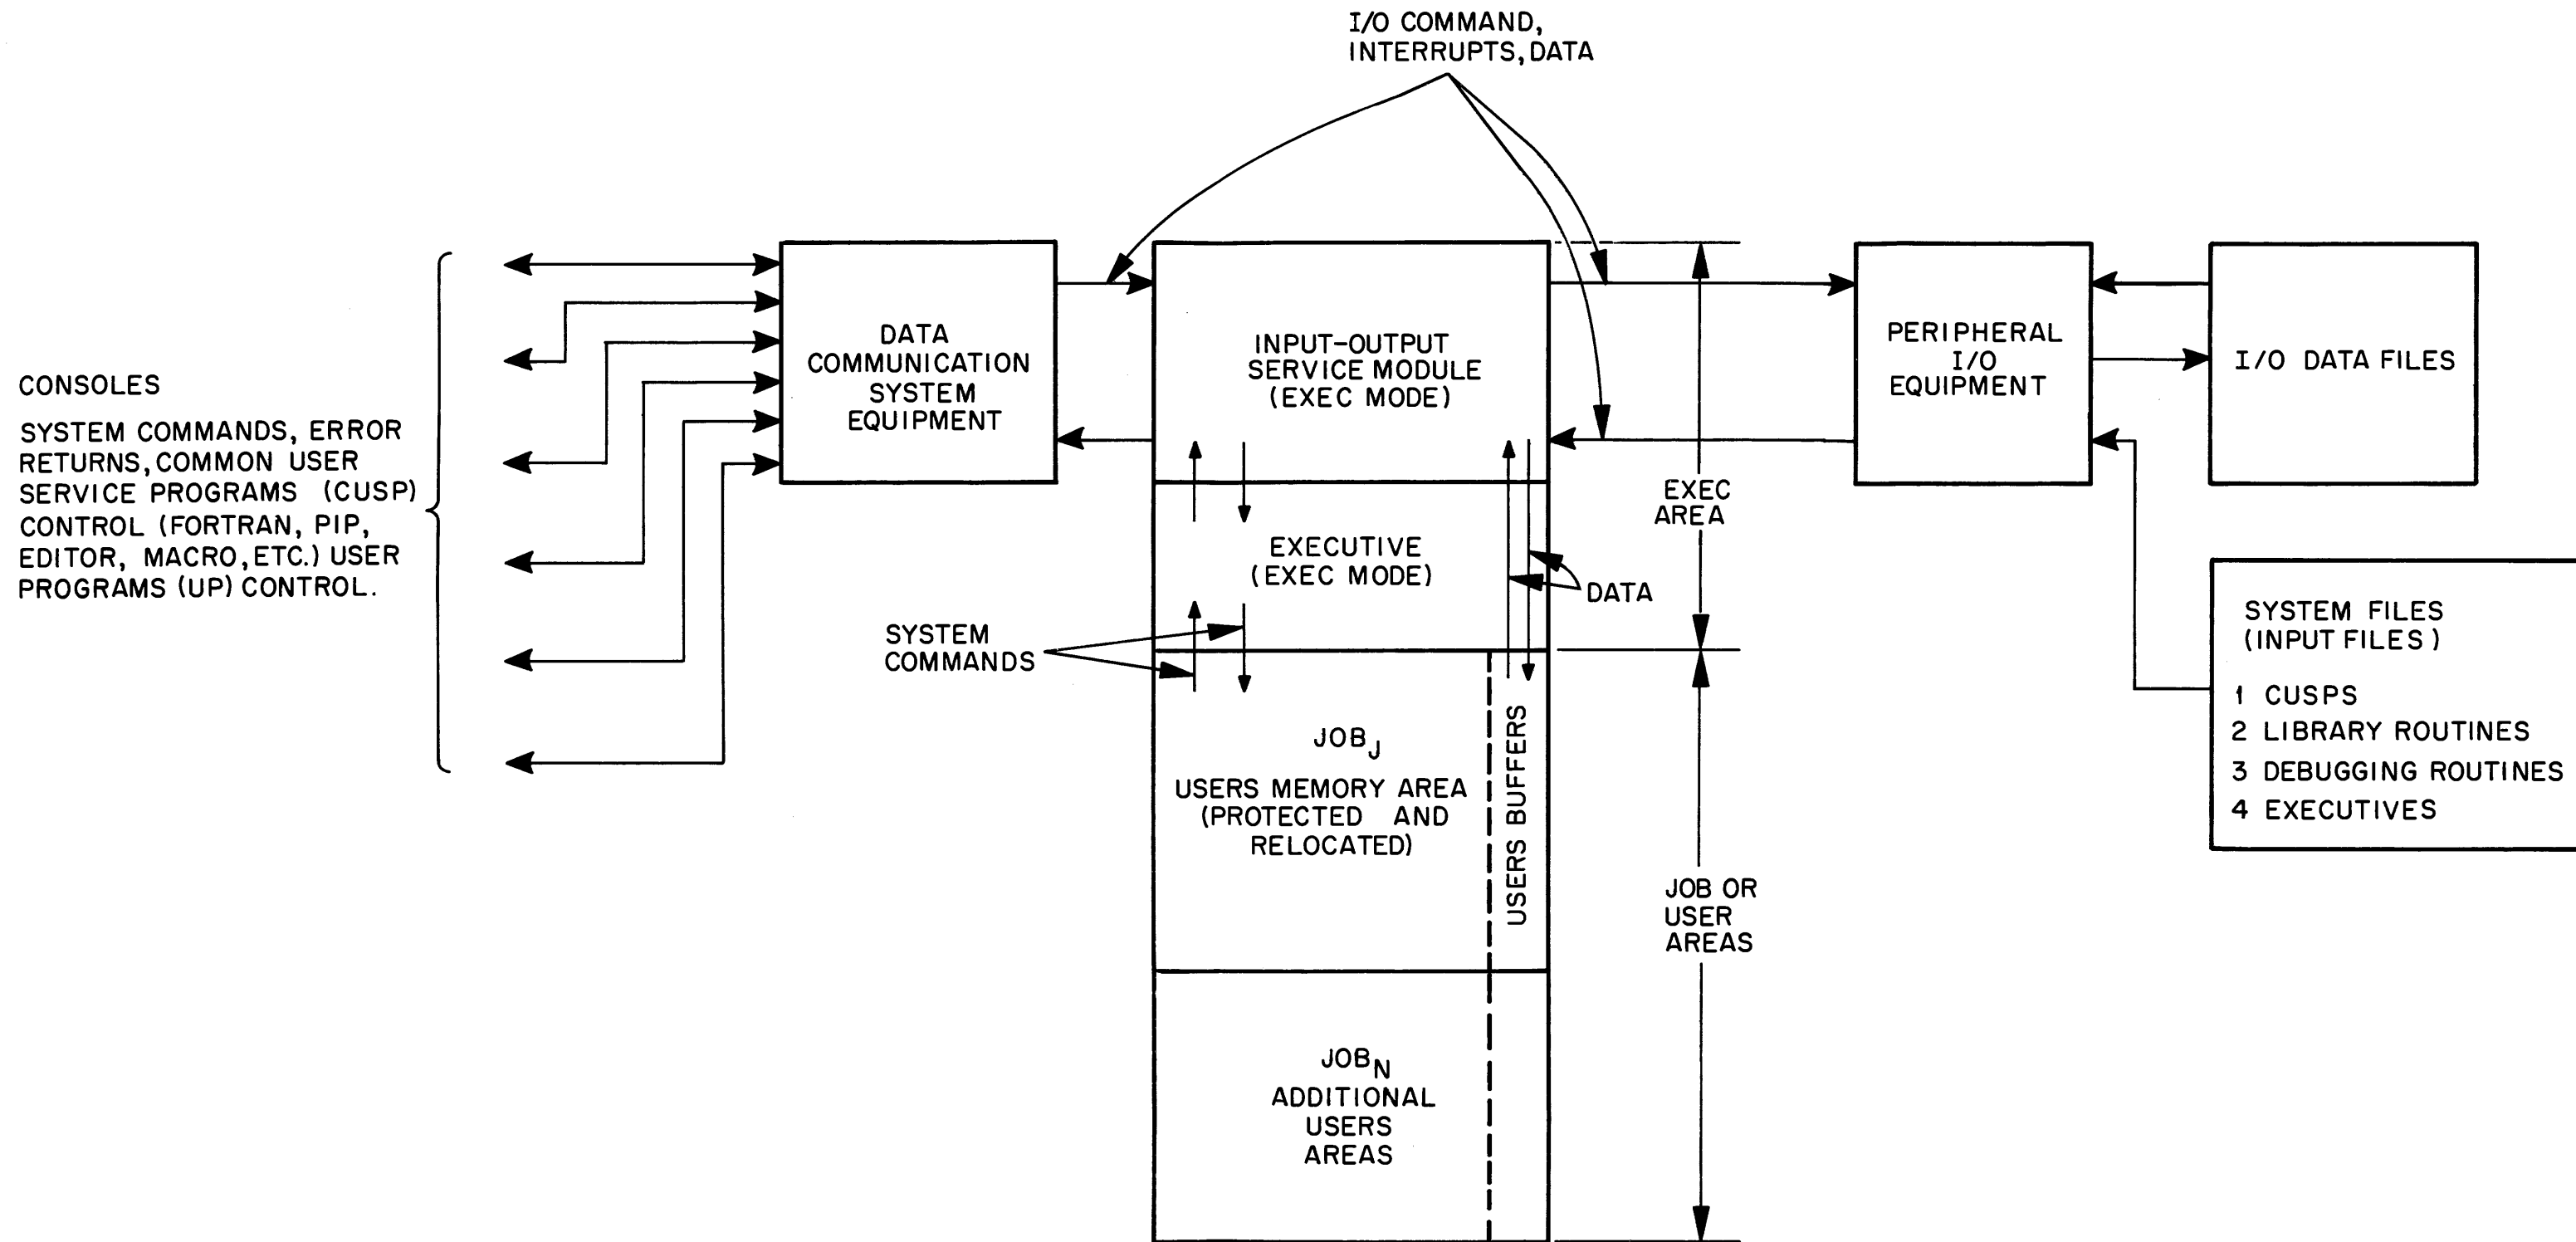 I/O COMMAND,
INTERRUPTS, DATA
CONSOLES
SYSTEM COMMANDS, ERROR
RETURNS, COMMON USER
SERVICE PROGRAMS (CUSP)
CONTROL (FORTRAN, PIP,
EDITOR, MACRO, ETC.) USER
PROGRAMS (UP) CONTROL.
DATA
COMMUNICATION
SYSTEM
EQUIPMENT
INPUT-OUTPUT
SERVICE MODULE
(EXEC MODE)
EXECUTIVE
(EXEC MODE)
DATA
SYSTEM
COMMANDS
JOB J
USERS MEMORY AREA
(PROTECTED AND
RELOCATED)
USERS BUFFERS
JOB N
ADDITIONAL
USERS
AREAS
EXEC
AREA
JOB OR
USER
AREAS
PERIPHERAL
I/O
EQUIPMENT
I/O DATA FILES
SYSTEM FILES
(INPUT FILES)
1 CUSPS
2 LIBRARY ROUTINES
3 DEBUGGING ROUTINES
4 EXECUTIVES